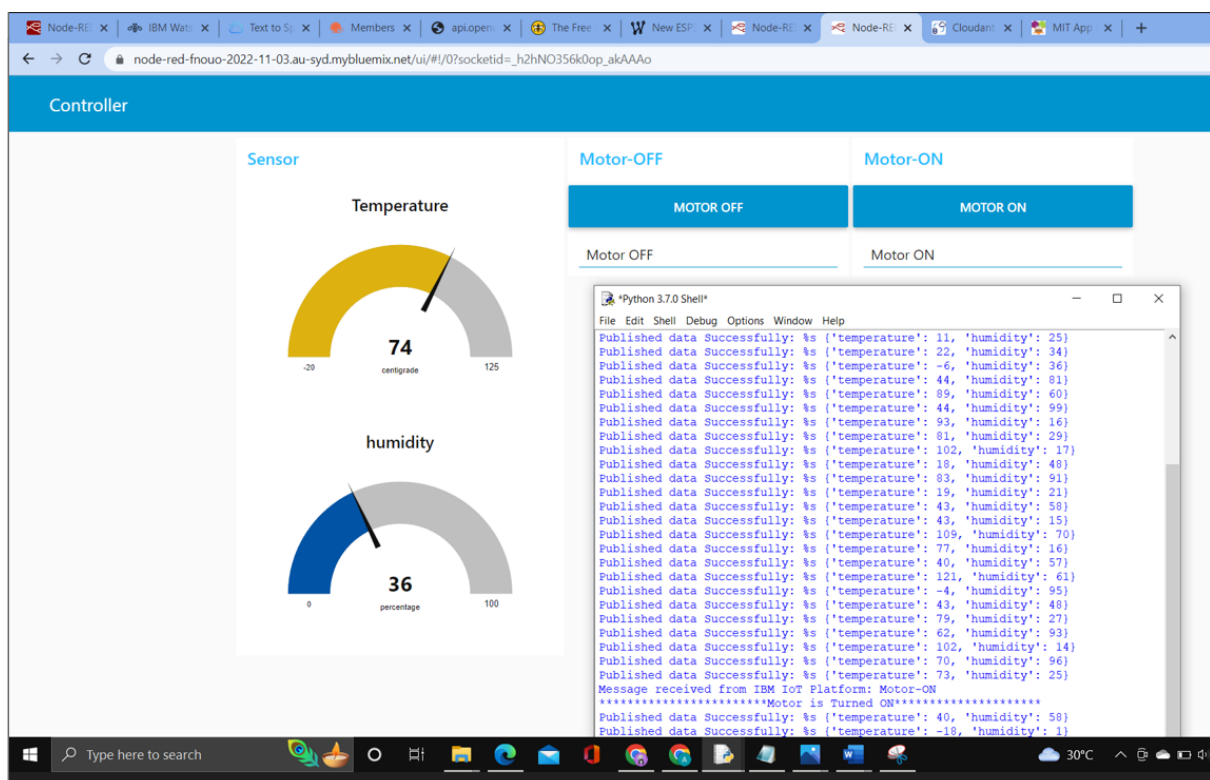 Node-RE
IBM Wats
Text to Sp
Members
api.openw
The Free
New ESP3
Node-RE
Node-RE
Cloudant
MIT App
node-red-fnouo-2022-11-03.au-syd.mybluemix.net/ui/#!/0?socketid=_h2hNO356k0op_akAAAo
Controller
Sensor
Temperature
74
centigrade
-20
125
humidity
36
percentage
0
100
Motor-OFF
MOTOR OFF
Motor OFF
Motor-ON
MOTOR ON
Motor ON
*Python 3.7.0 Shell*
File Edit Shell Debug Options Window Help
Published data Successfully: %s {'temperature': 11, 'humidity': 25}
Published data Successfully: %s {'temperature': 22, 'humidity': 34}
Published data Successfully: %s {'temperature': -6, 'humidity': 36}
Published data Successfully: %s {'temperature': 44, 'humidity': 81}
Published data Successfully: %s {'temperature': 89, 'humidity': 60}
Published data Successfully: %s {'temperature': 44, 'humidity': 99}
Published data Successfully: %s {'temperature': 93, 'humidity': 16}
Published data Successfully: %s {'temperature': 81, 'humidity': 29}
Published data Successfully: %s {'temperature': 102, 'humidity': 17}
Published data Successfully: %s {'temperature': 18, 'humidity': 48}
Published data Successfully: %s {'temperature': 83, 'humidity': 91}
Published data Successfully: %s {'temperature': 19, 'humidity': 21}
Published data Successfully: %s {'temperature': 43, 'humidity': 58}
Published data Successfully: %s {'temperature': 43, 'humidity': 15}
Published data Successfully: %s {'temperature': 109, 'humidity': 70}
Published data Successfully: %s {'temperature': 77, 'humidity': 16}
Published data Successfully: %s {'temperature': 40, 'humidity': 57}
Published data Successfully: %s {'temperature': 121, 'humidity': 61}
Published data Successfully: %s {'temperature': -4, 'humidity': 95}
Published data Successfully: %s {'temperature': 43, 'humidity': 48}
Published data Successfully: %s {'temperature': 79, 'humidity': 27}
Published data Successfully: %s {'temperature': 62, 'humidity': 93}
Published data Successfully: %s {'temperature': 102, 'humidity': 14}
Published data Successfully: %s {'temperature': 70, 'humidity': 96}
Published data Successfully: %s {'temperature': 73, 'humidity': 25}
Message received from IBM IoT Platform: Motor-ON
************************Motor is Turned ON*********************
Published data Successfully: %s {'temperature': 40, 'humidity': 58}
Published data Successfully: %s {'temperature': -18, 'humidity': 1}
Type here to search
30°C